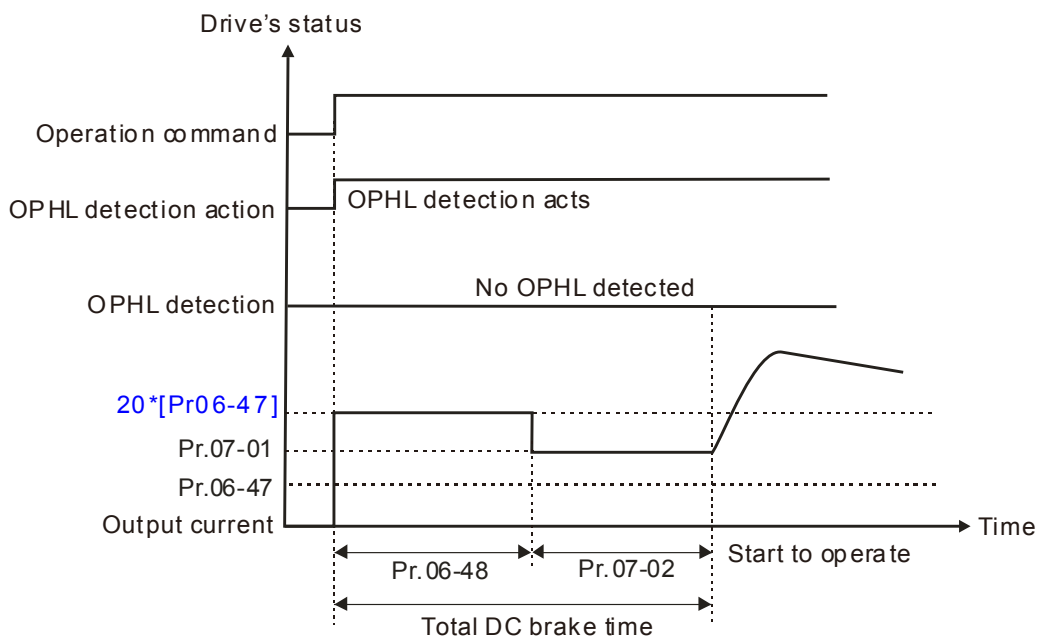 Drive's status
Operation command
OPHL detection action
OPHL detection acts
No OPHL detected
OPHL detection
20*[Pr06-47]
Pr.07-01
Pr.06-47
Output current
Time
Start to operate
Pr.06-48
Pr.07-02
Total DC brake time